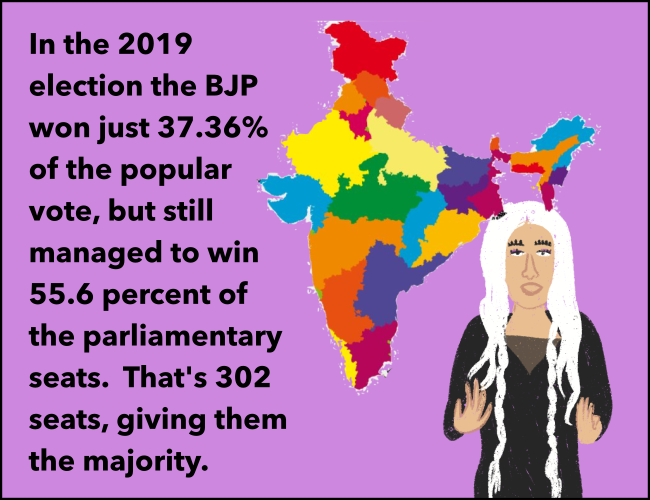 In the 2019
election the BJP
won just 37.36%
of the popular
vote, but still
managed to win
55.6 percent of
the parliamentary
seats.  That's 302
seats, giving them
the majority.